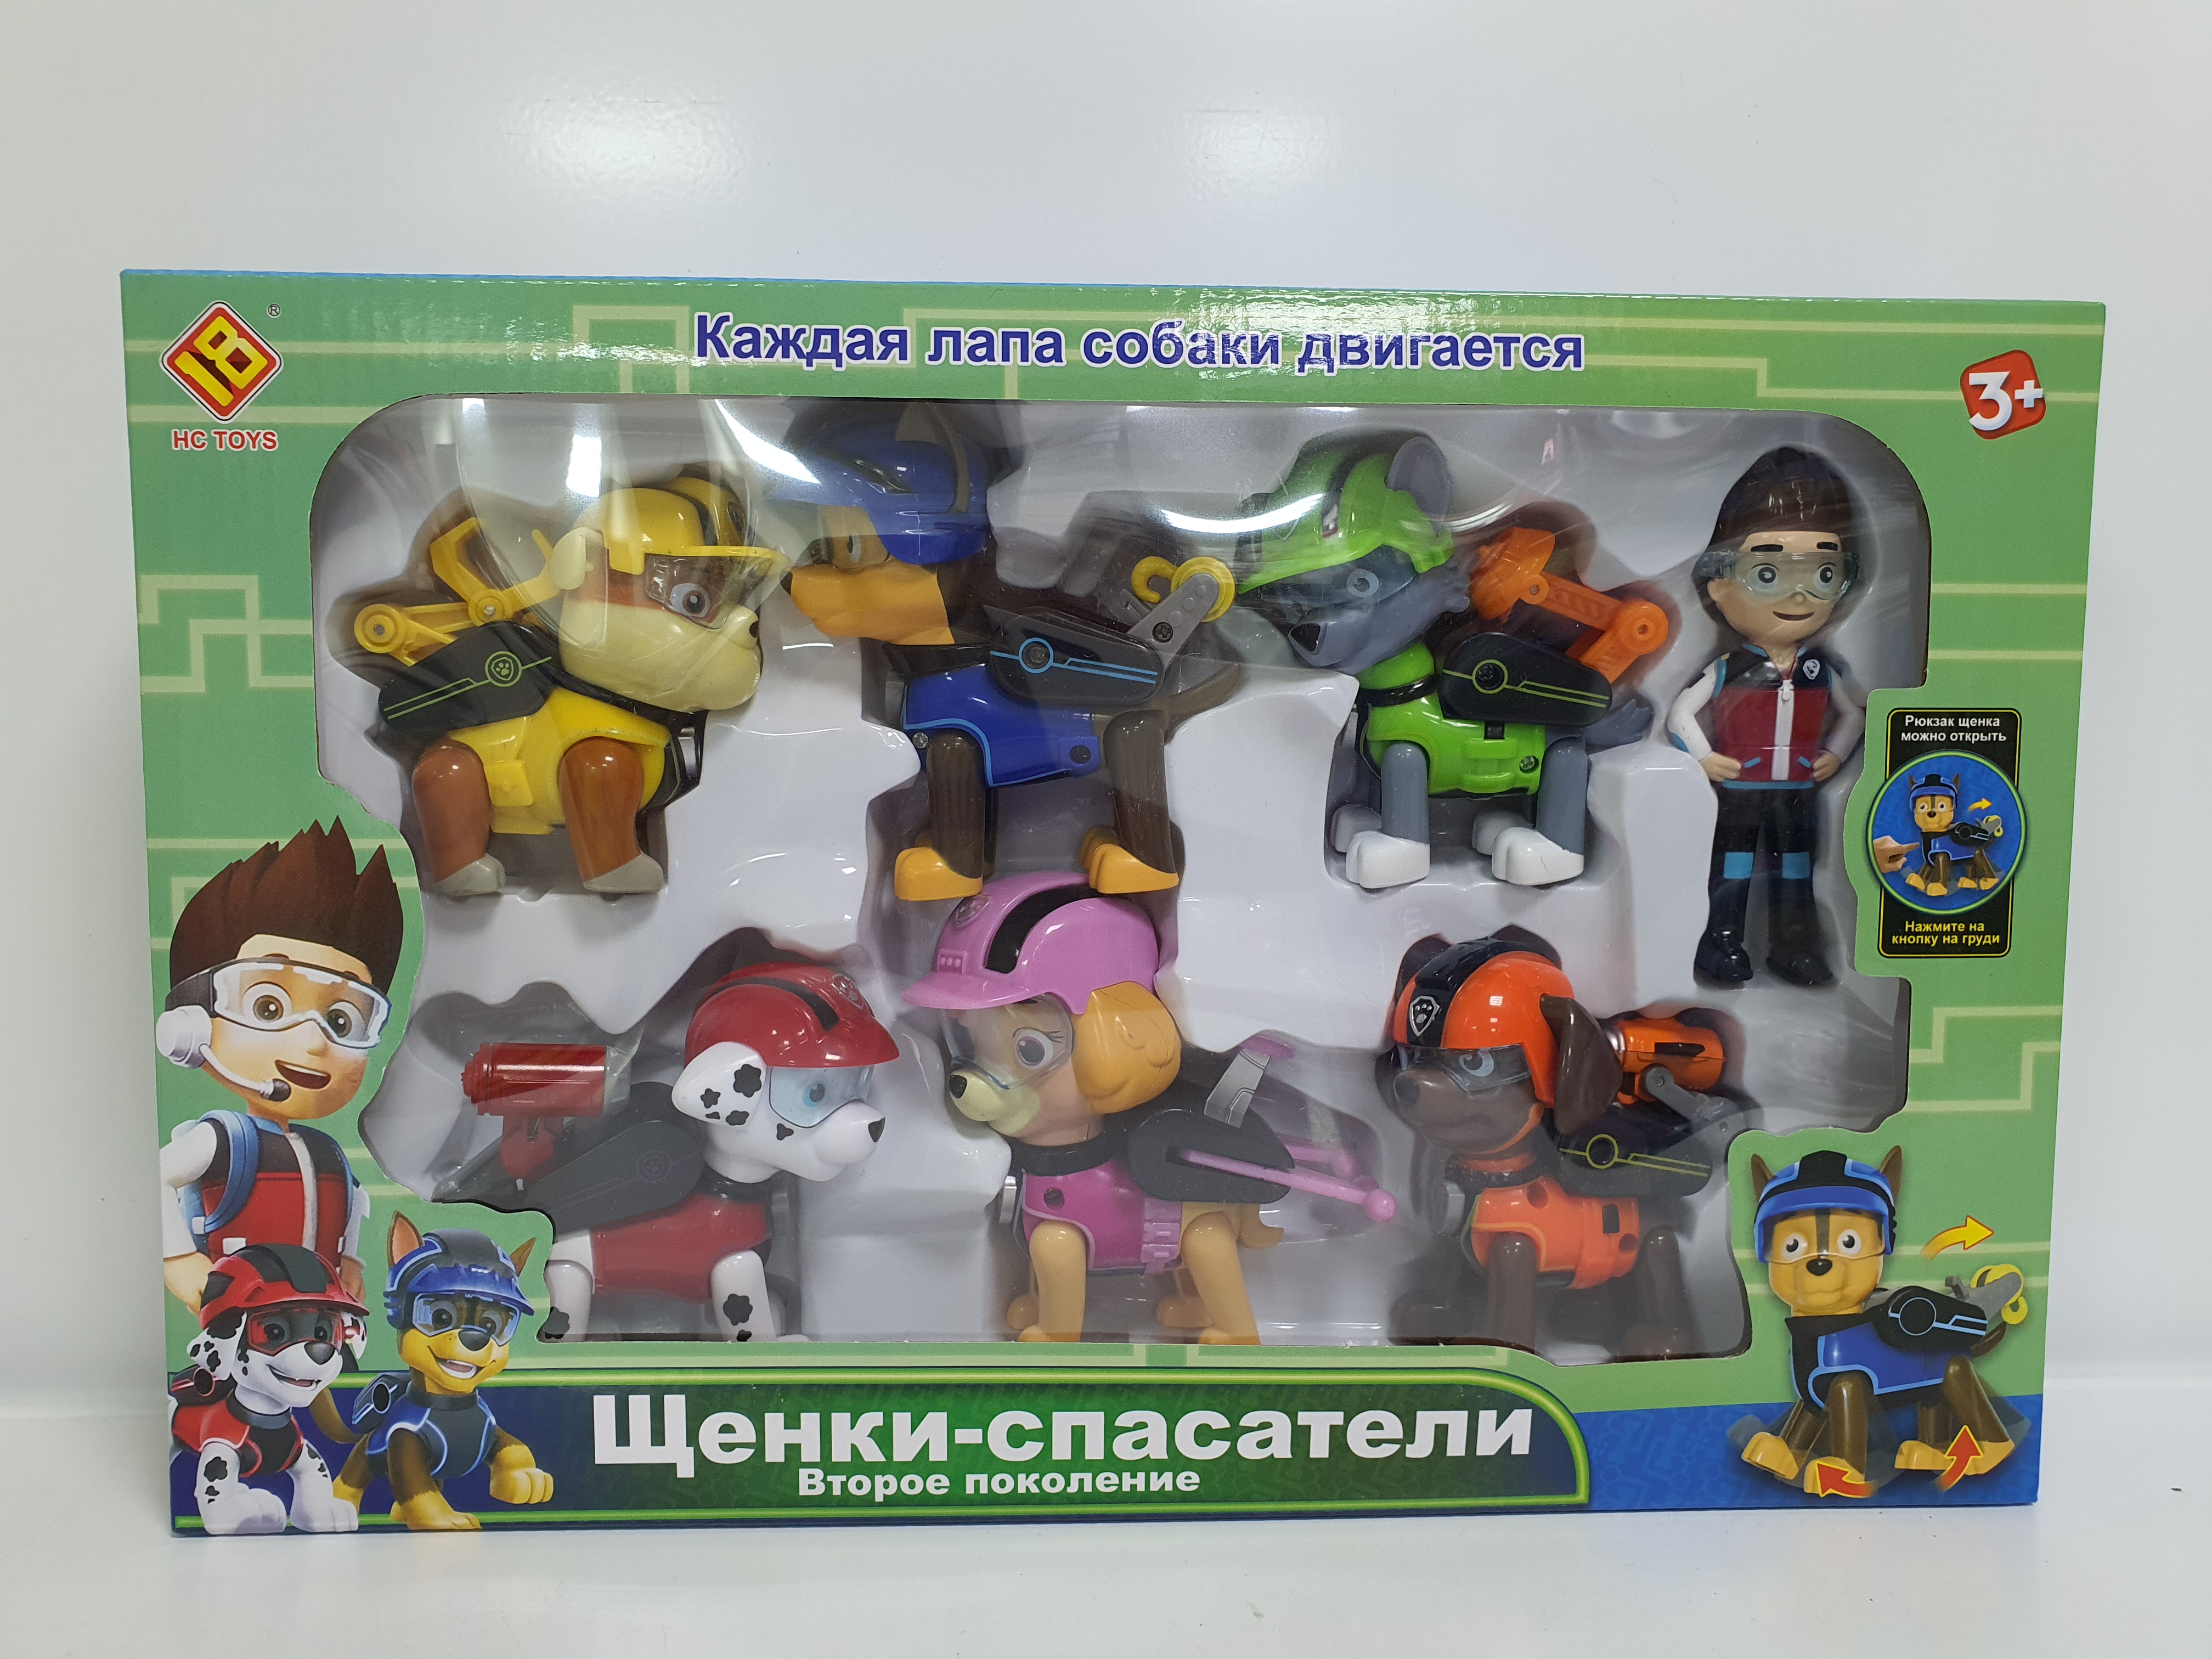 Каждая лапа собаки двигается
18
®
HC TOYS
3+
Рюкзак щенка
можно открыть
Нажмите на
кнопку на груди
Щенки-спасатели
Второе поколение